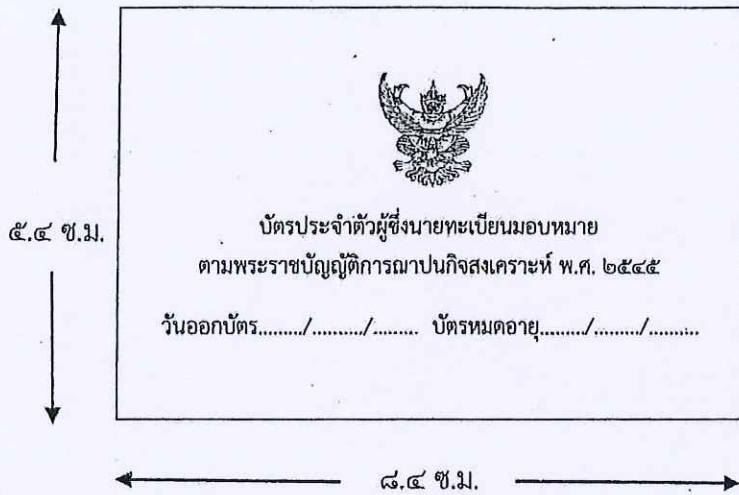 ๕.๔ ซ.ม.
บัตรประจำตัวผู้ซึ่งนายทะเบียนมอบหมาย
ตามพระราชบัญญัติการฌาปนกิจสงเคราะห์ พ.ศ. ๒๕๔๕
วันออกบัตร........./........../......... บัตรหมดอายุ........./........./..........
๘.๔ ซ.ม.